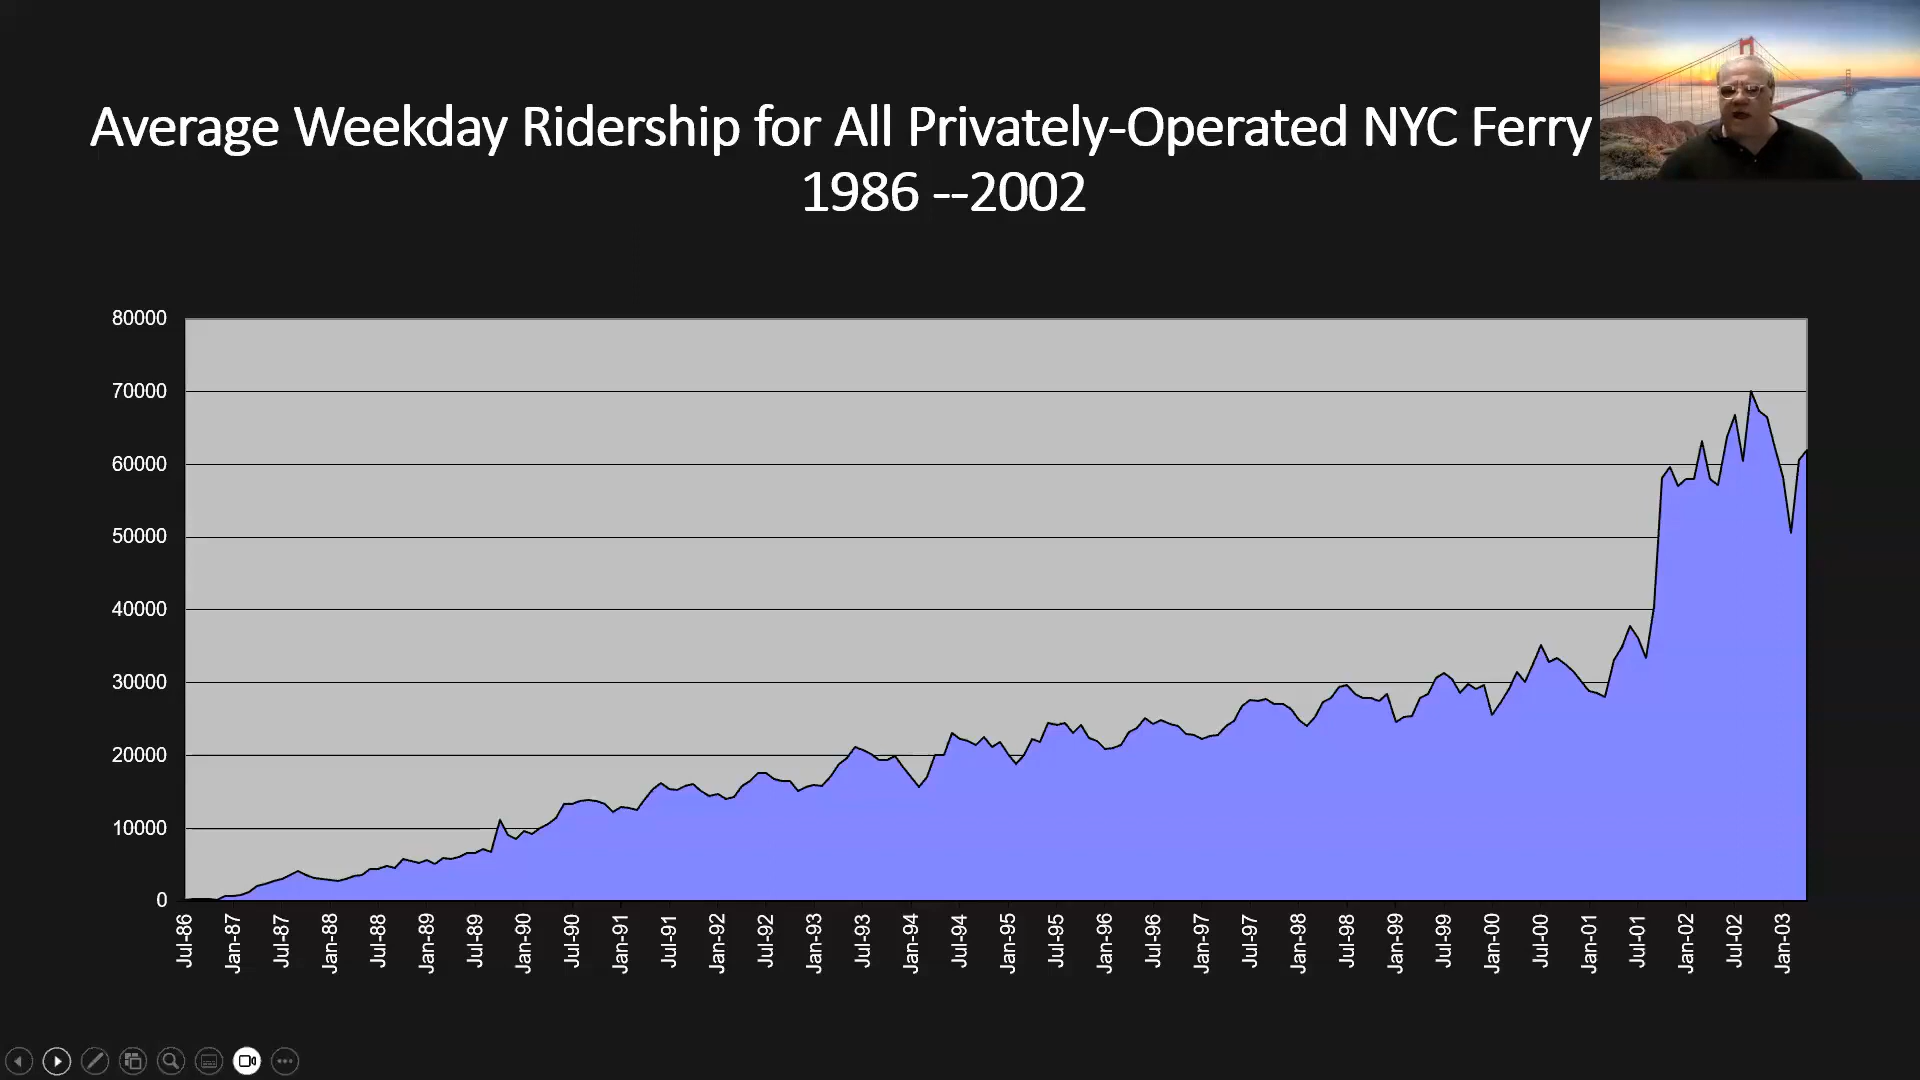 Average Weekday Ridership for All Privately-Operated NYC Ferry
1986 --2002
80000
70000
60000
50000
40000
30000
20000
10000
0
Jul-86
Jan-87
Jul-87
Jan-88
Jul-88
Jan-89
Jul-89
Jan-90
Jul-90
Jan-91
Jul-91
Jan-92
Jul-92
Jan-93
Jul-93
Jan-94
Jul-94
Jan-95
Jul-95
Jan-96
Jul-96
Jan-97
Jul-97
Jan-98
Jul-98
Jan-99
Jul-99
Jan-00
Jul-00
Jan-01
Jul-01
Jan-02
Jul-02
Jan-03